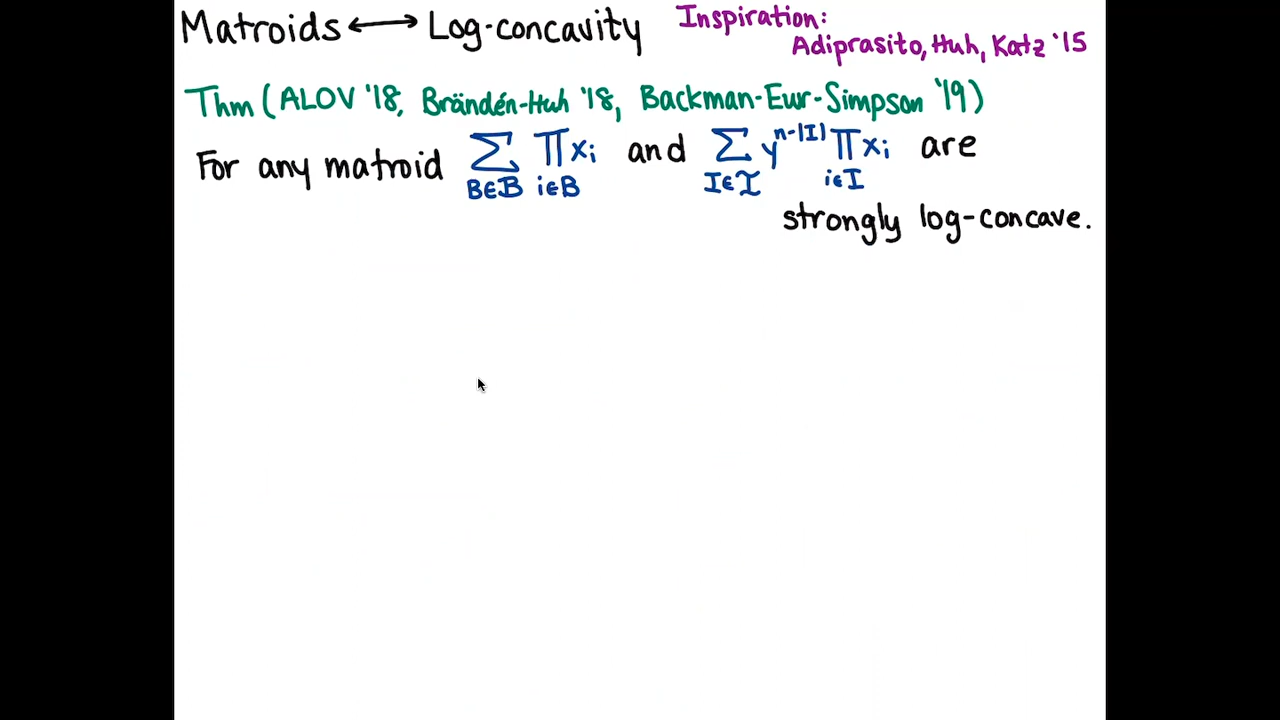 Matroids ⟷ Log-concavity
Inspiration:
Adiprasito, Huh, Katz '15
Thm (ALOV '18, Brändén-Huh '18, Backman-Eur-Simpson '19)
For any matroid ∑_{B∈ℬ} ∏_{i∈B} x_i and ∑_{I∈ℐ} y^{n-|I|} ∏_{i∈I} x_i are
strongly log-concave.